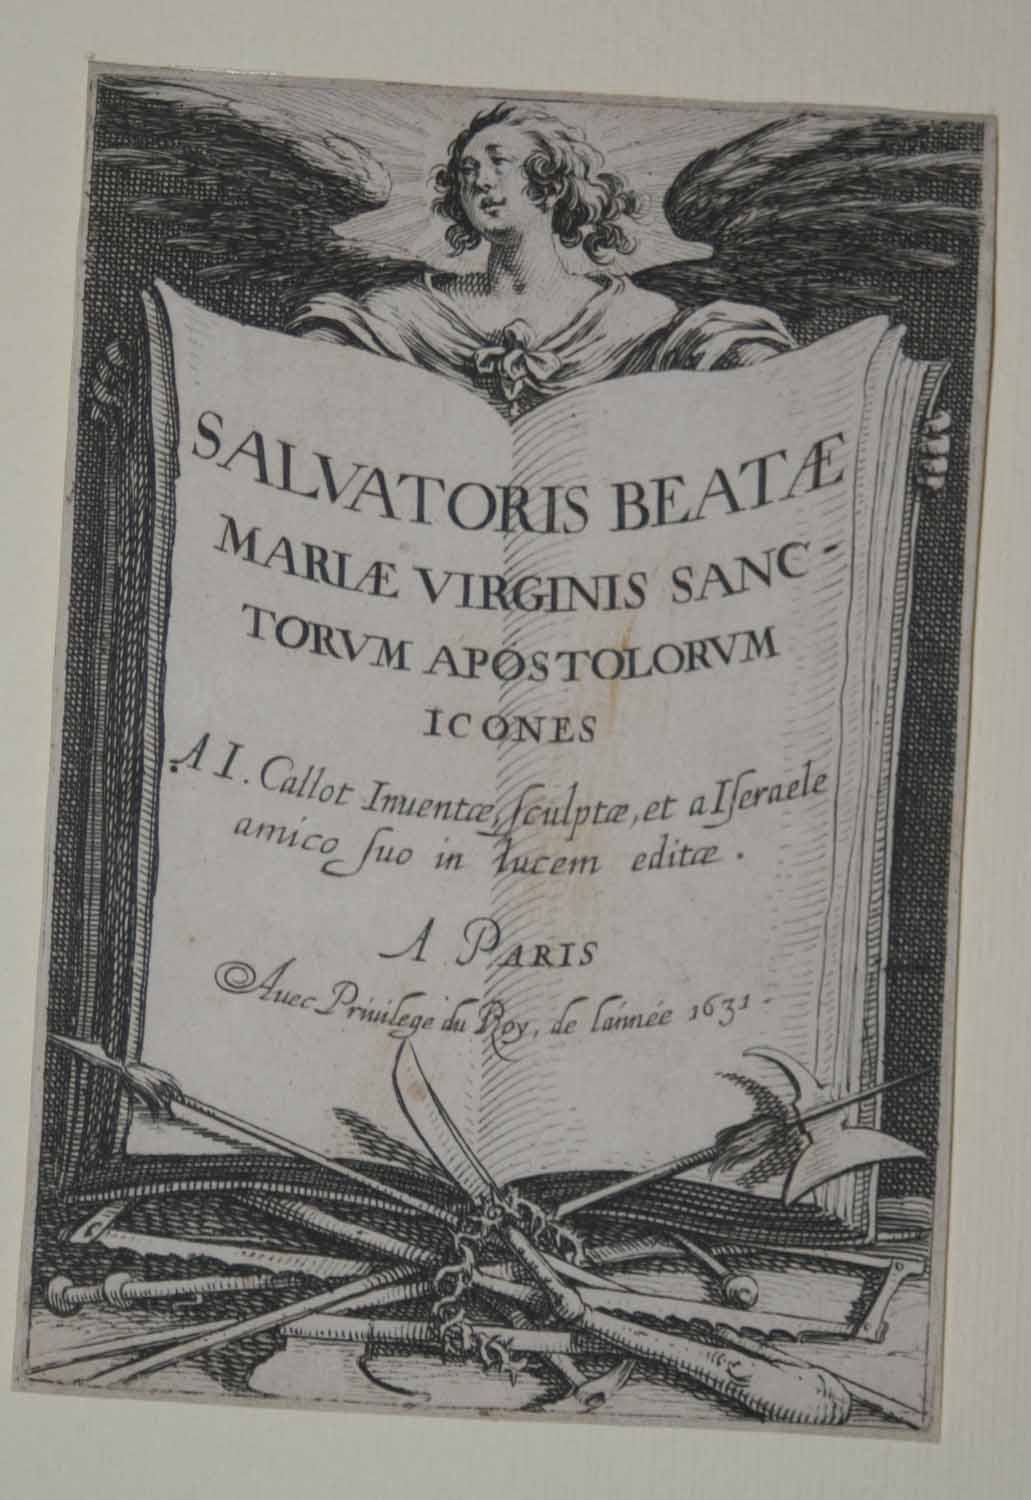 SALVATORIS BEATÆ
MARIÆ VIRGINIS SANC-
TORVM APOSTOLORVM
ICONES
A I. Callot Inuentæ, ſculptæ, et a Iſeraele
amico ſuo in lucem editæ.
A PARIS
Auec Priuilege du Roy, de l'année 1631.